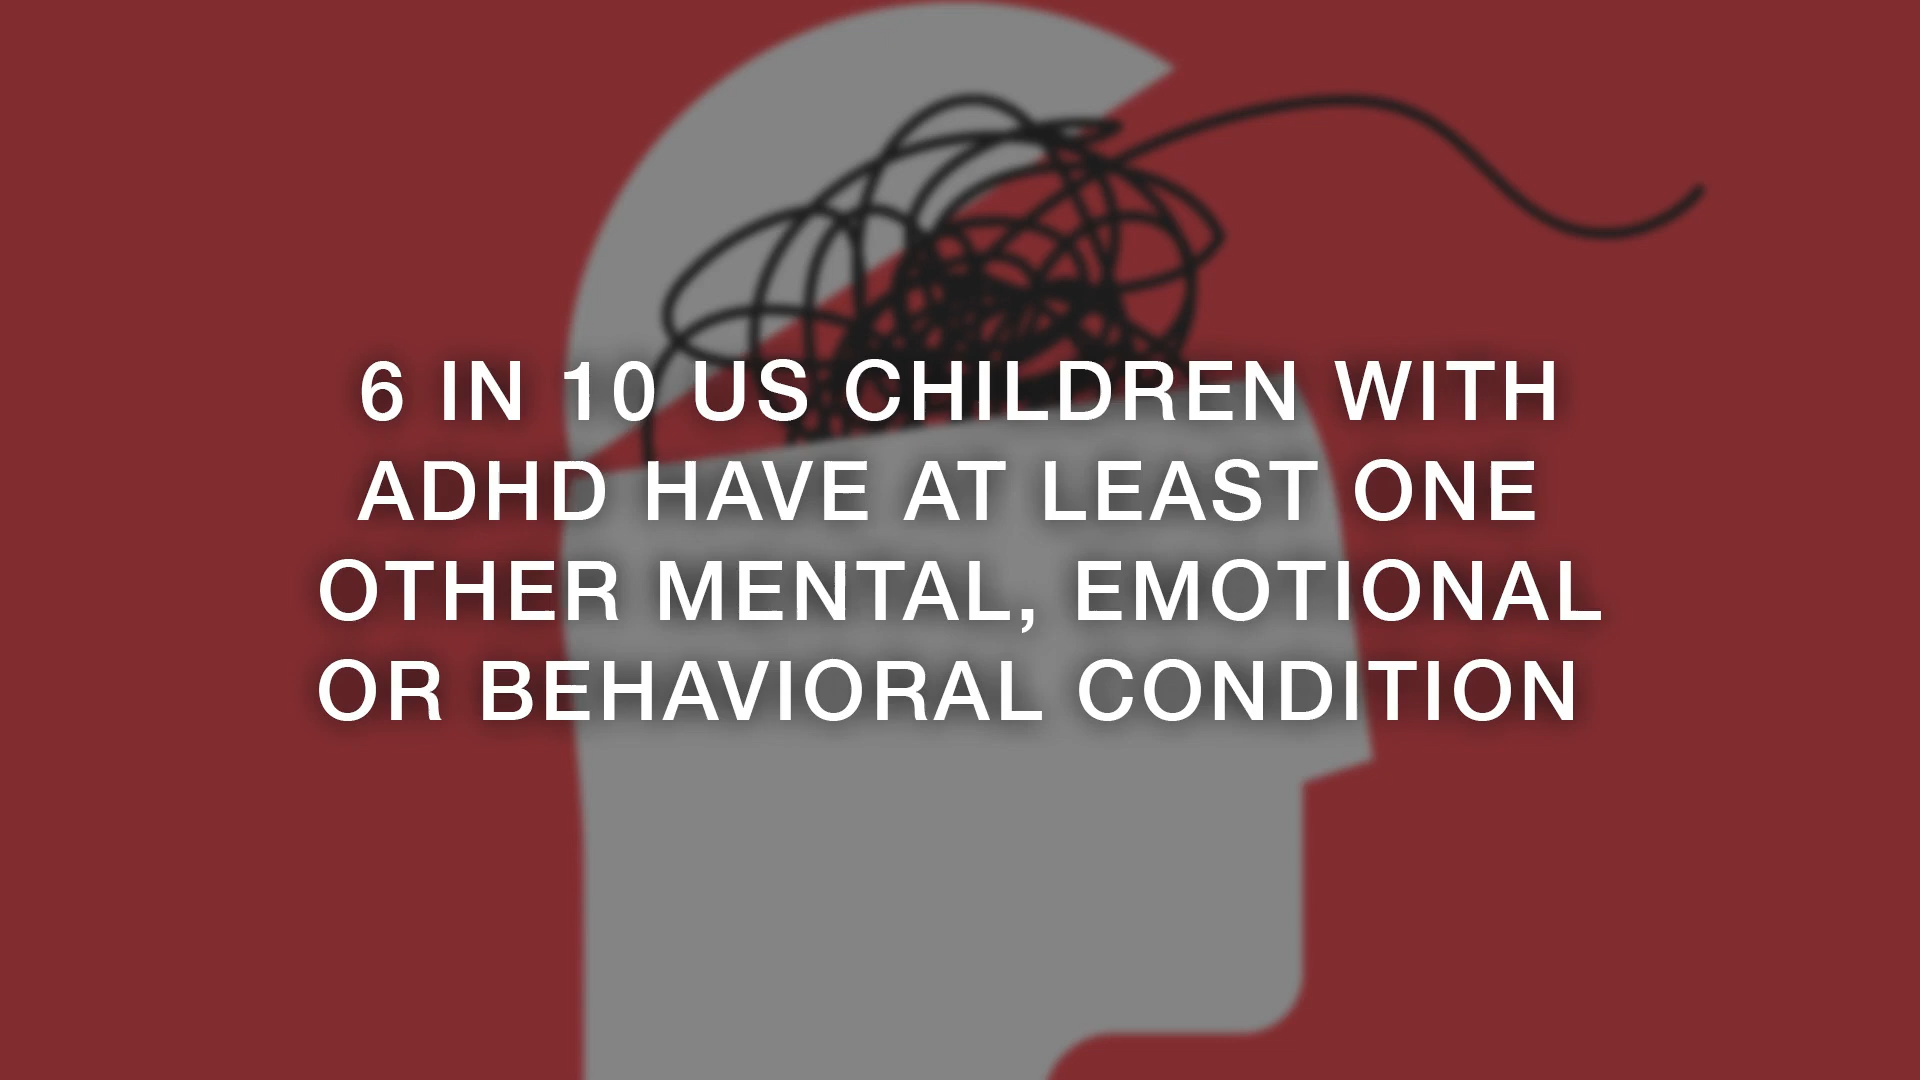 6 IN 10 US CHILDREN WITH
ADHD HAVE AT LEAST ONE
OTHER MENTAL, EMOTIONAL
OR BEHAVIORAL CONDITION